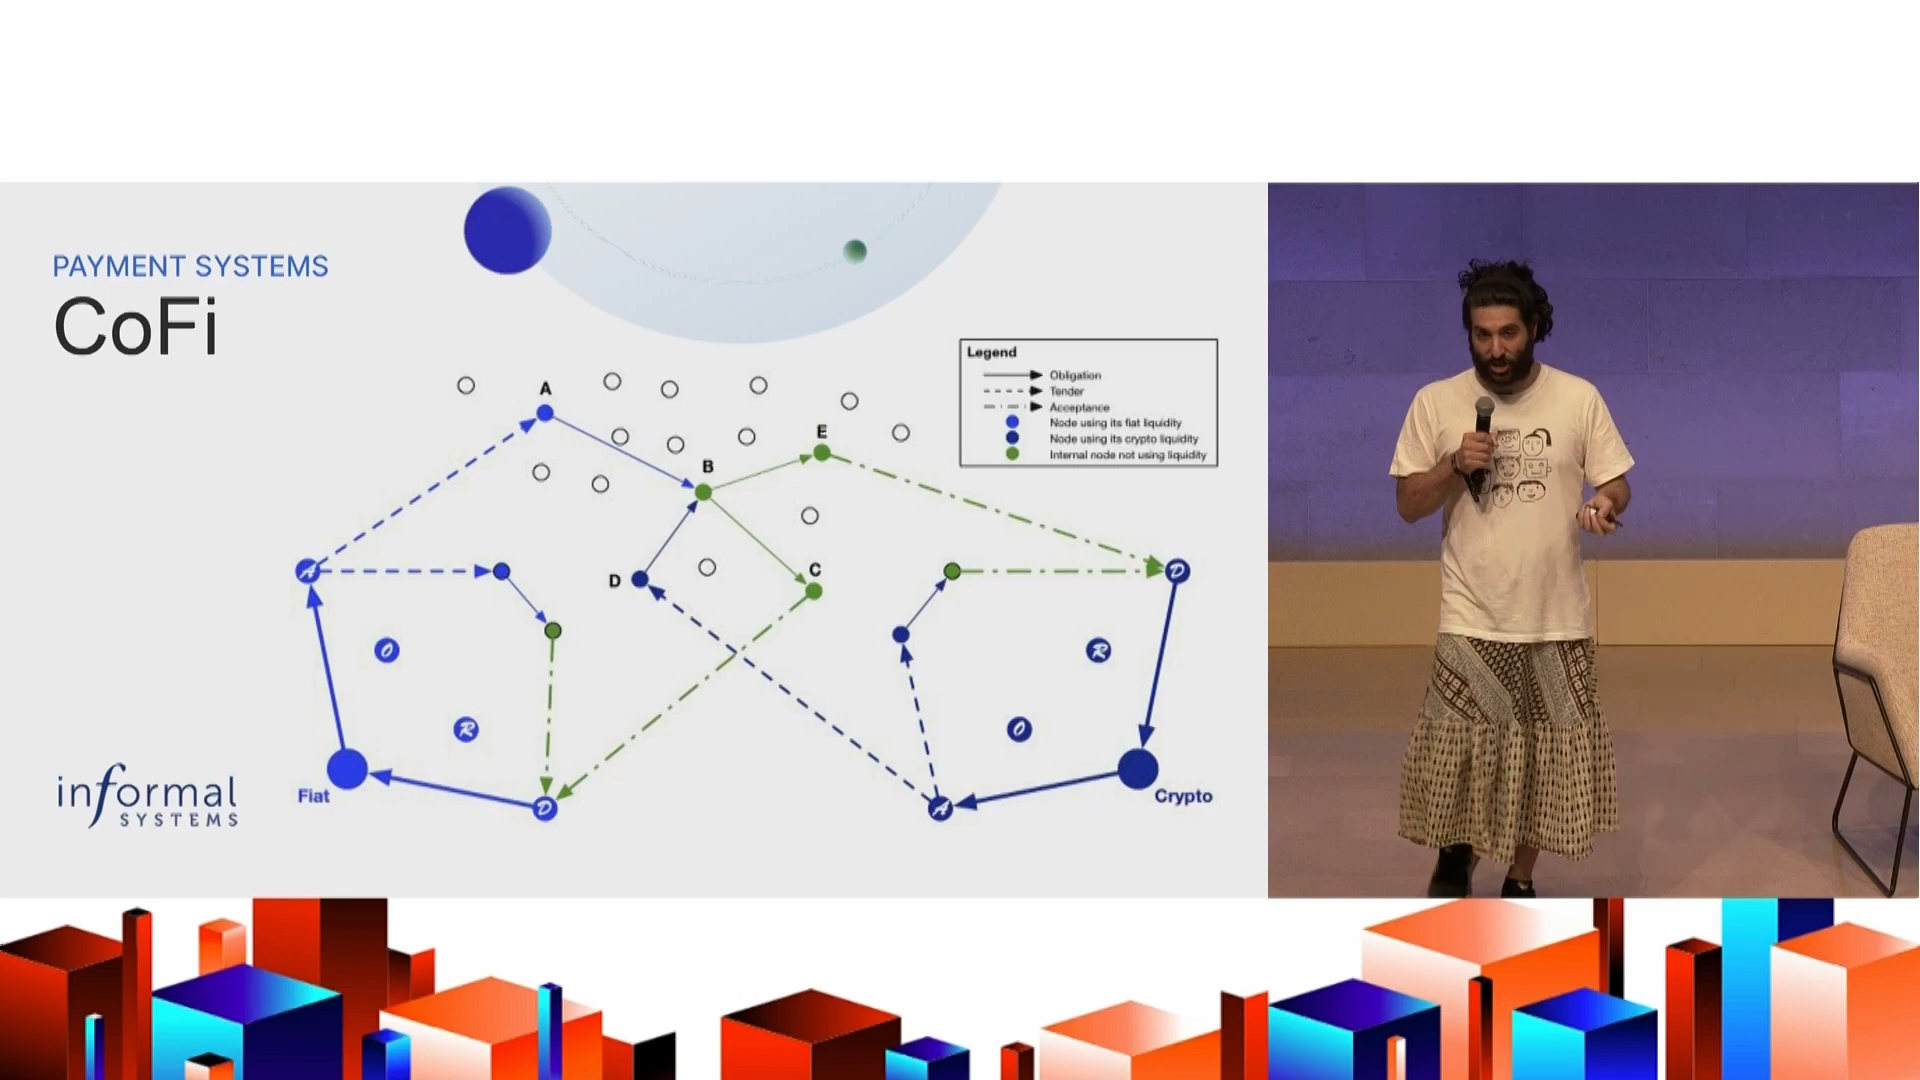 PAYMENT SYSTEMS
CoFi
Legend
Obligation
Tender
Acceptance
Node using its fiat liquidity
Node using its crypto liquidity
Internal node not using liquidity
A
E
B
D
C
A
D
O
R
R
O
Fiat
D
A
Crypto
informal
SYSTEMS